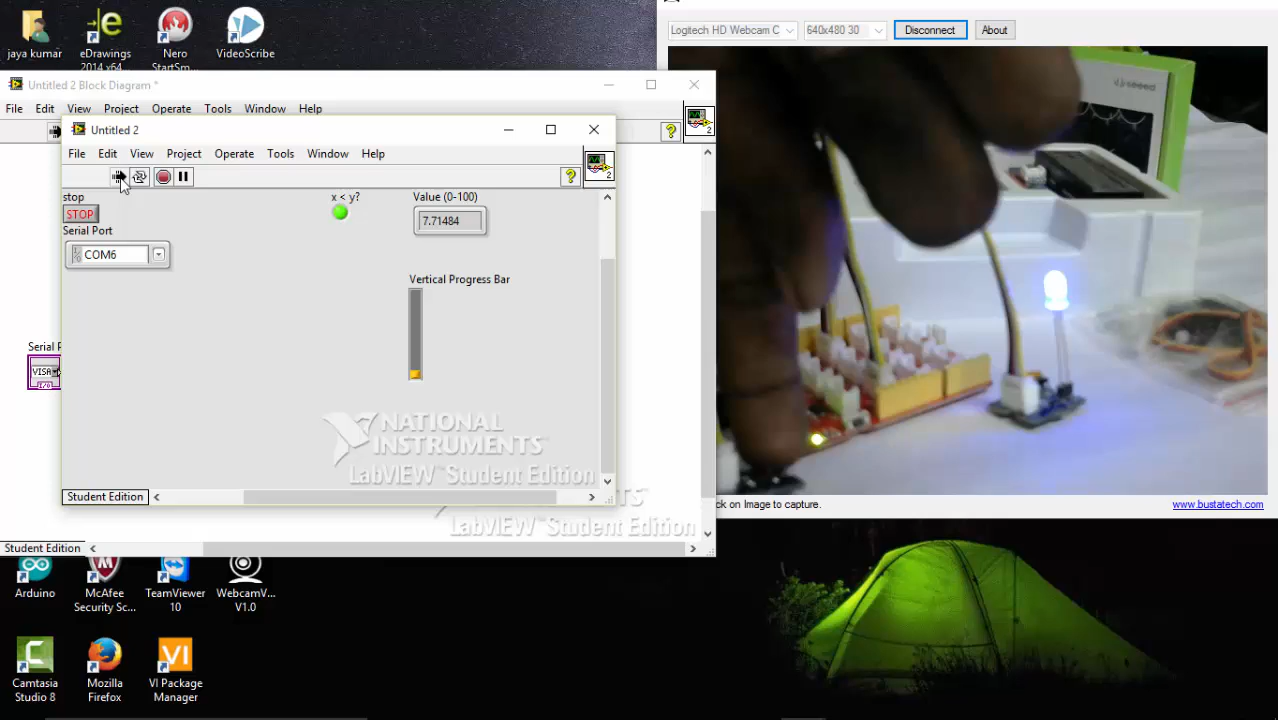 jaya kumar
eDrawings
2014 x64
Nero
StartSm...
VideoScribe
Untitled 2 Block Diagram *
File Edit View Project Operate Tools Window Help
Untitled 2
File Edit View Project Operate Tools Window Help
stop
STOP
Serial Port
COM6
x < y?
Value (0-100)
7.71484
Vertical Progress Bar
Serial P
VISA
I/O
NATIONAL
INSTRUMENTS
LabVIEW Student Edition
Student Edition
LabVIEW Student Edition
Student Edition
Logitech HD Webcam C
640x480 30
Disconnect
About
seeed
ck on Image to capture.
www.bustatech.com
Arduino
McAfee
Security Sc...
TeamViewer
10
WebcamV...
V1.0
Camtasia
Studio 8
Mozilla
Firefox
VI
VI Package
Manager